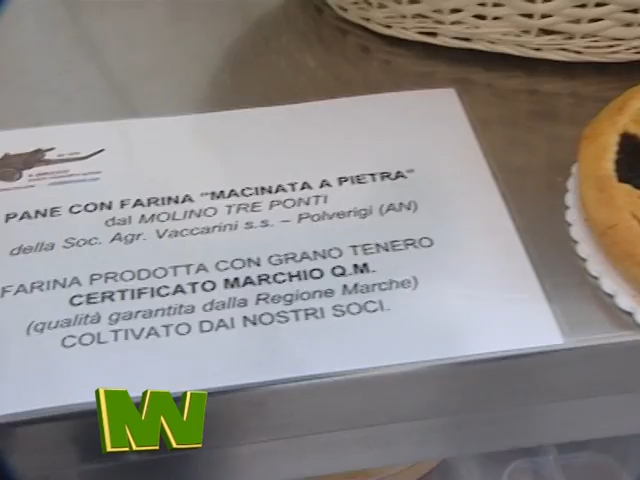 PANE CON FARINA "MACINATA A PIETRA"
dal MOLINO TRE PONTI
della Soc. Agr. Vaccarini s.s. – Polverigi (AN)
FARINA PRODOTTA CON GRANO TENERO
CERTIFICATO MARCHIO Q.M.
(qualità garantita dalla Regione Marche)
COLTIVATO DAI NOSTRI SOCI.